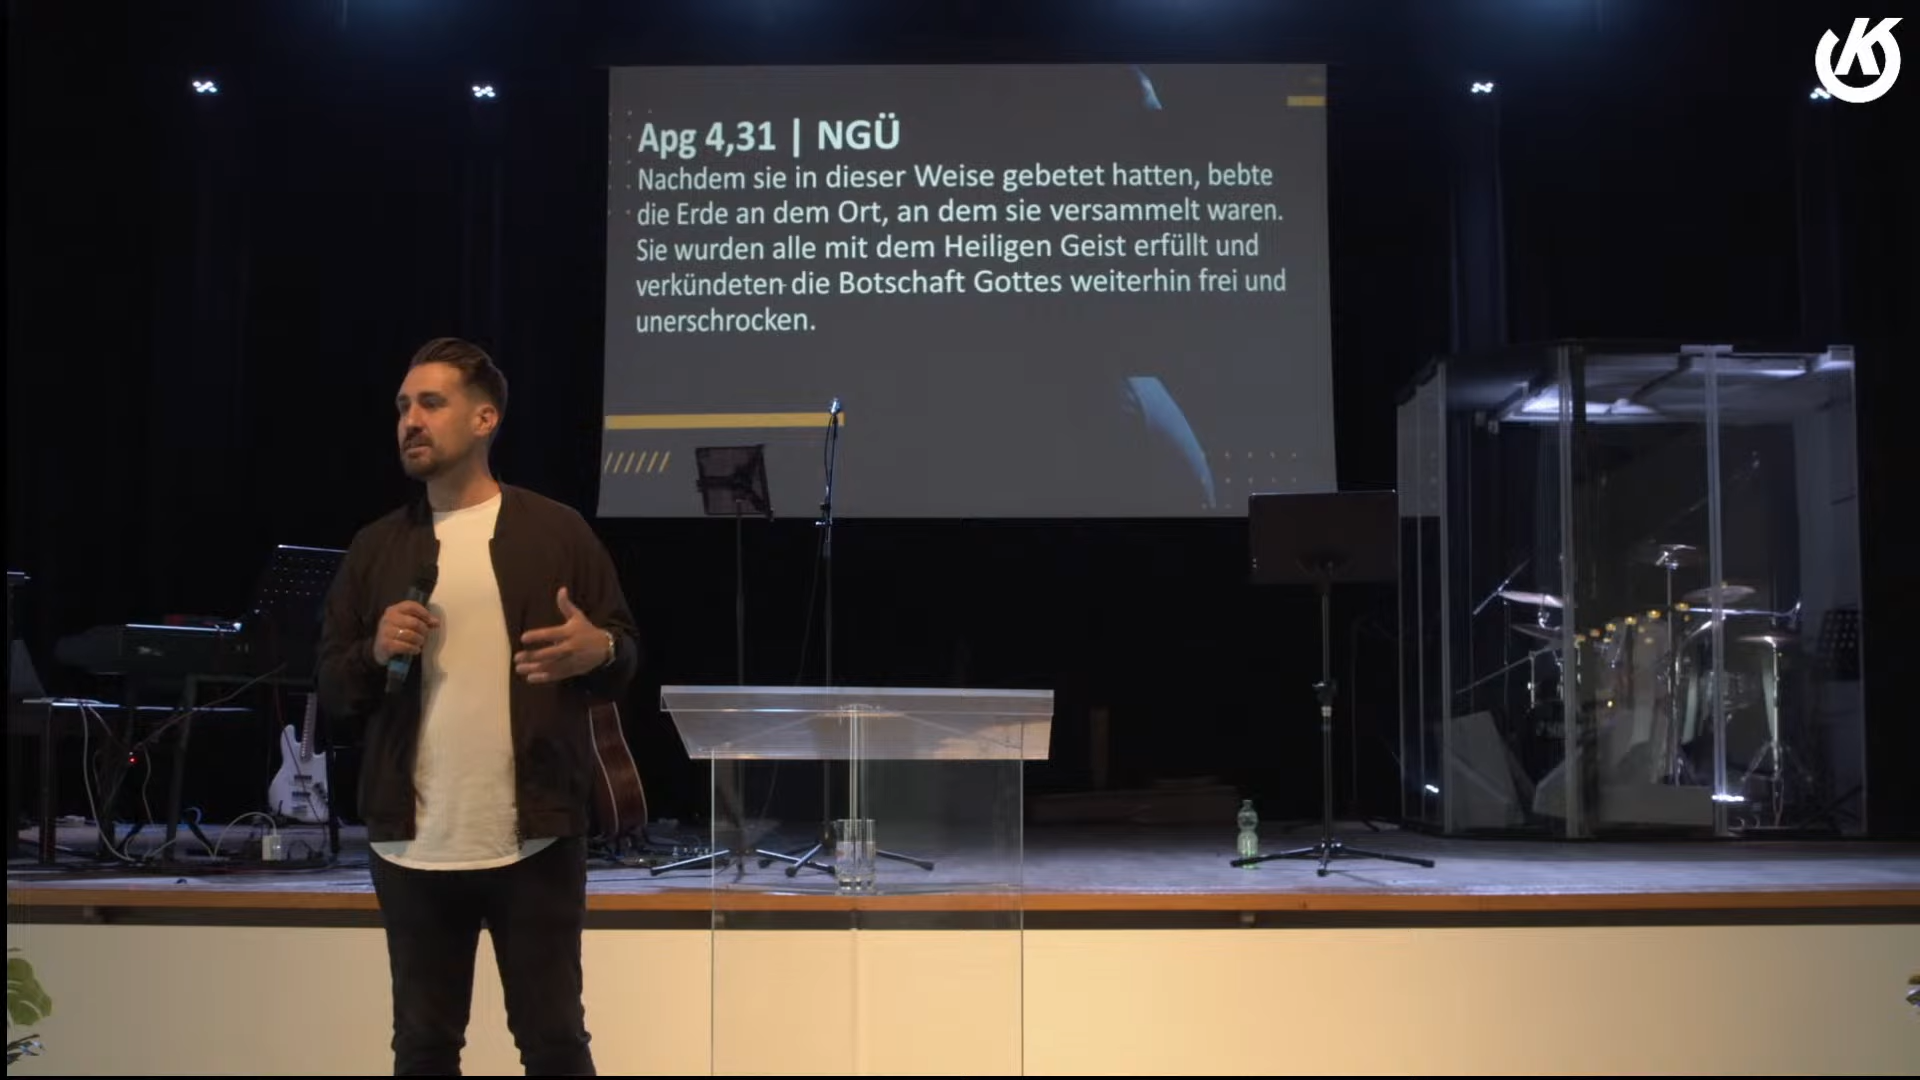 Apg 4,31 | NGÜ
Nachdem sie in dieser Weise gebetet hatten, bebte
die Erde an dem Ort, an dem sie versammelt waren.
Sie wurden alle mit dem Heiligen Geist erfüllt und
verkündeten die Botschaft Gottes weiterhin frei und
unerschrocken.